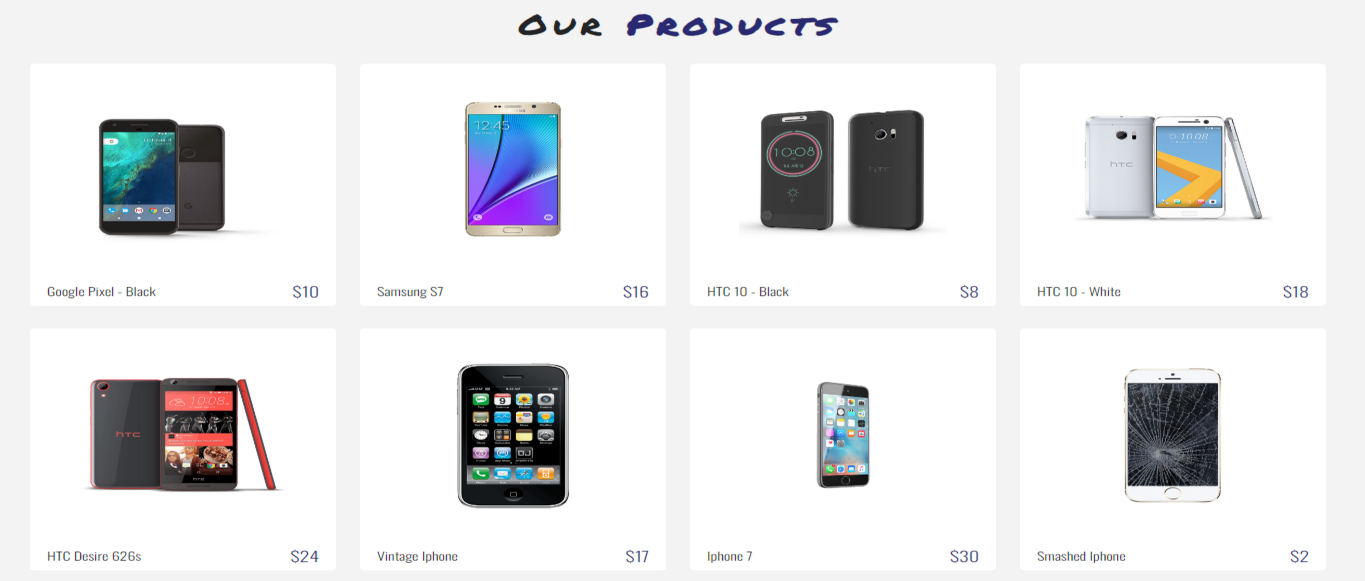 Our Products
12:45
10:08
htc
10:08
htc
Google Pixel - Black
$10
Samsung S7
$16
HTC 10 - Black
$8
HTC 10 - White
$18
10:08
htc
htc
9
HTC Desire 626s
$24
Vintage Iphone
$17
Iphone 7
$30
Smashed Iphone
$2